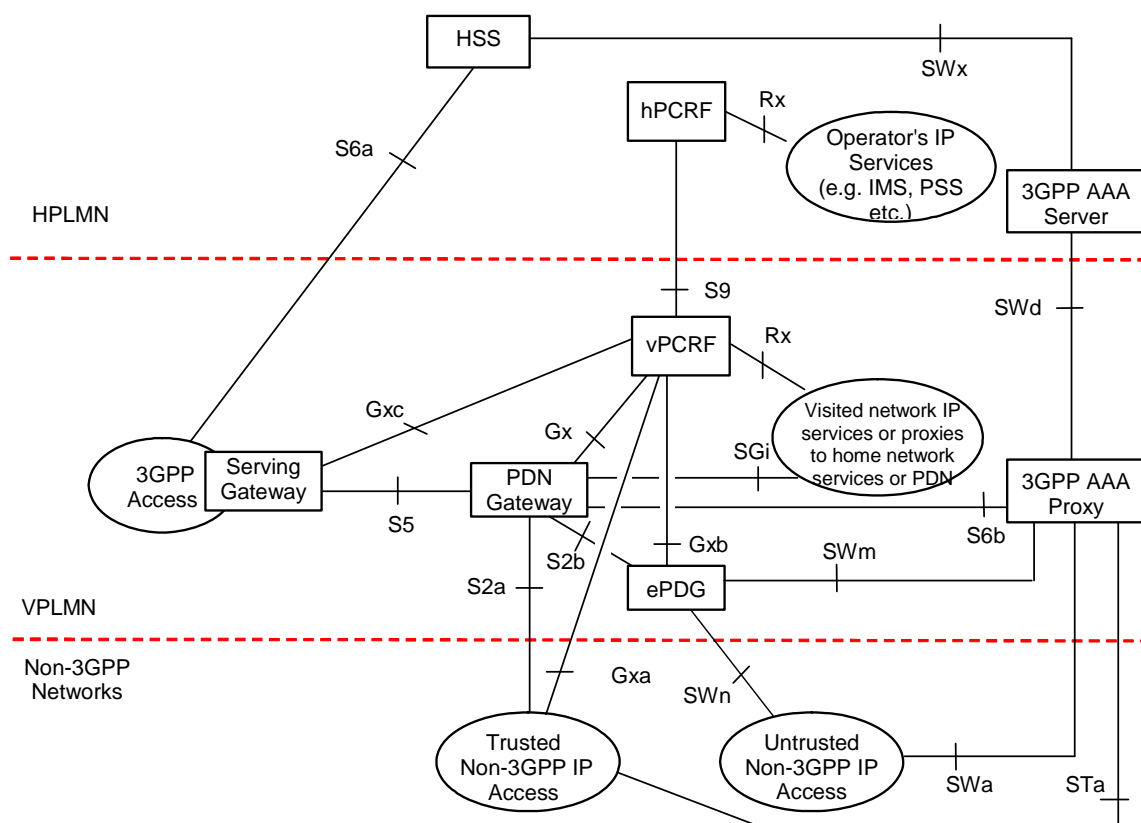 HSS
SWx
hPCRF
Rx
Operator's IP
Services
(e.g. IMS, PSS
etc.)
S6a
3GPP AAA
Server
HPLMN
S9
SWd
vPCRF
Rx
Gxc
Gx
Visited network IP
services or proxies
to home network
services or PDN
SGi
3GPP
Access
Serving
Gateway
PDN
Gateway
3GPP AAA
Proxy
S5
S6b
S2b
Gxb
SWm
S2a
ePDG
VPLMN
Non-3GPP
Networks
Gxa
SWn
Trusted
Non-3GPP IP
Access
Untrusted
Non-3GPP IP
Access
SWa
STa